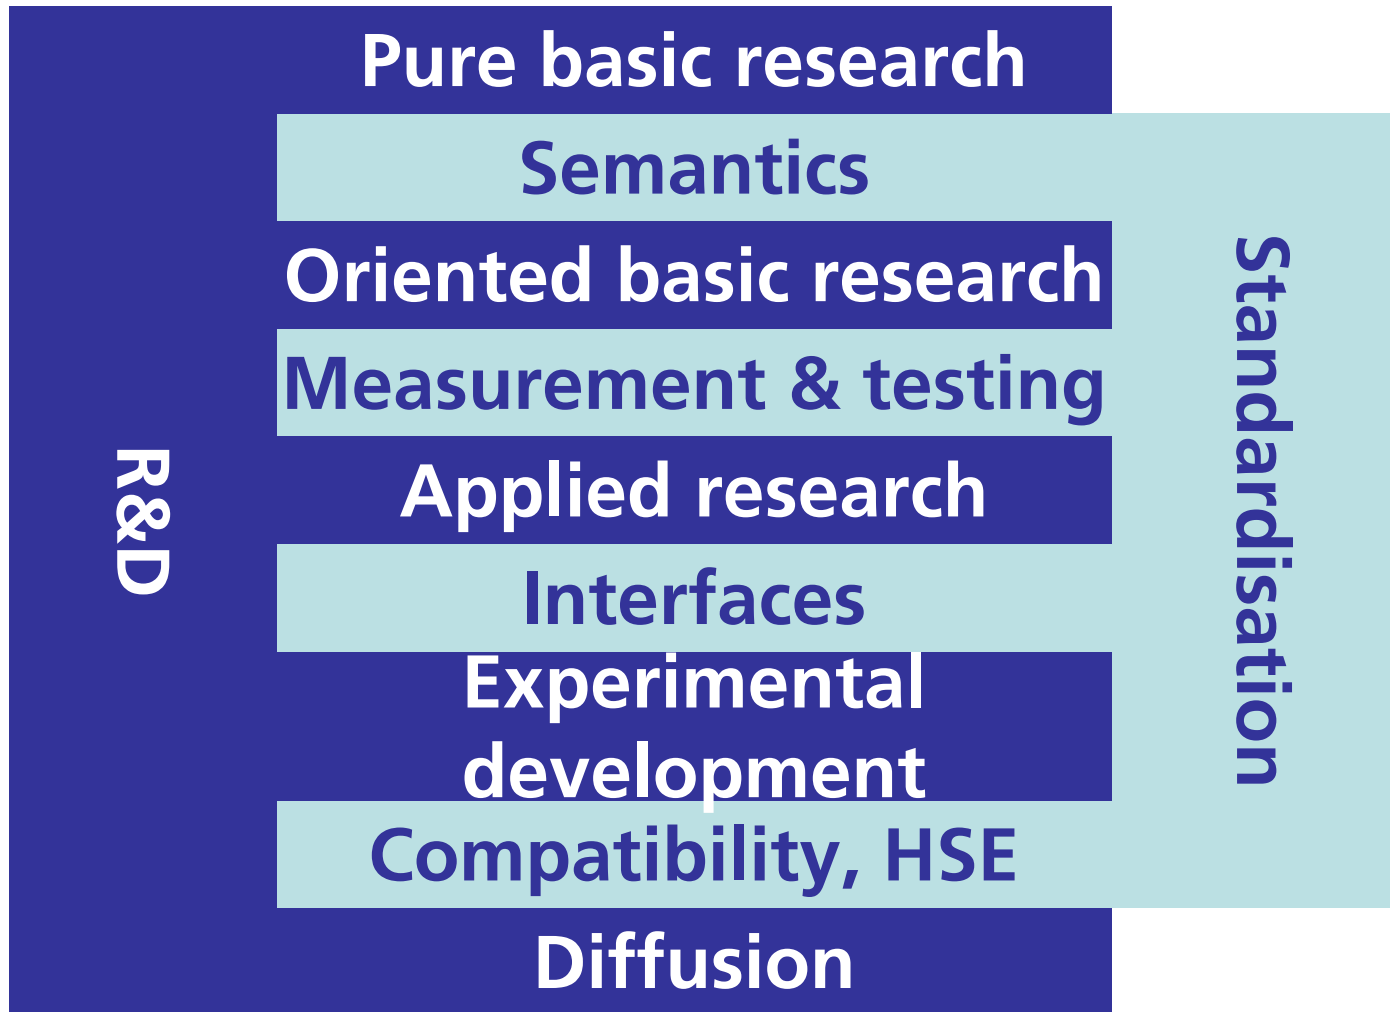 Pure basic research
Semantics
Oriented basic research
Measurement & testing
Applied research
Interfaces
Experimental
development
Compatibility, HSE
Diffusion
R&D
Standardisation